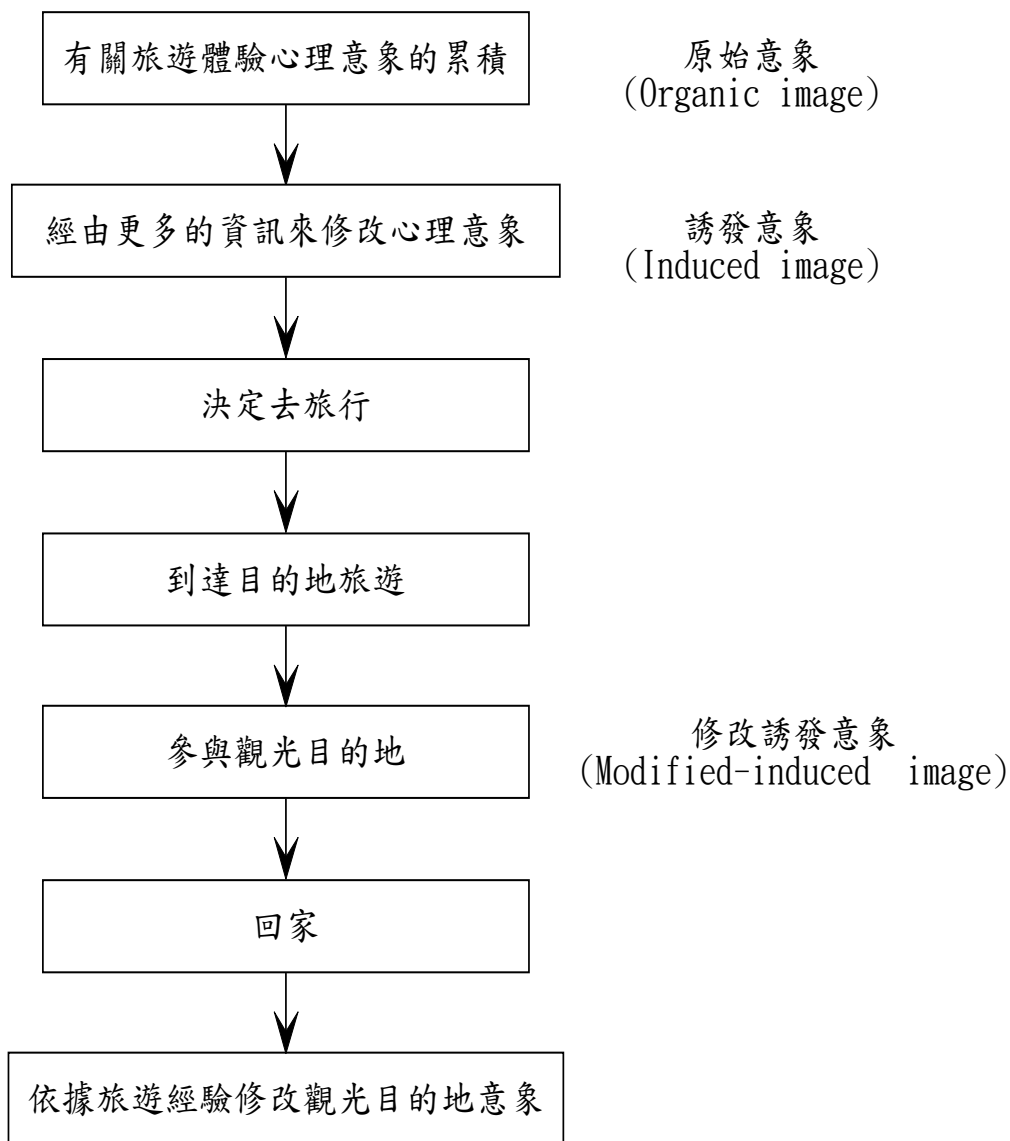 有關旅遊體驗心理意象的累積
原始意象
(Organic image)
經由更多的資訊來修改心理意象
誘發意象
(Induced image)
決定去旅行
到達目的地旅遊
參與觀光目的地
修改誘發意象
(Modified-induced image)
回家
依據旅遊經驗修改觀光目的地意象